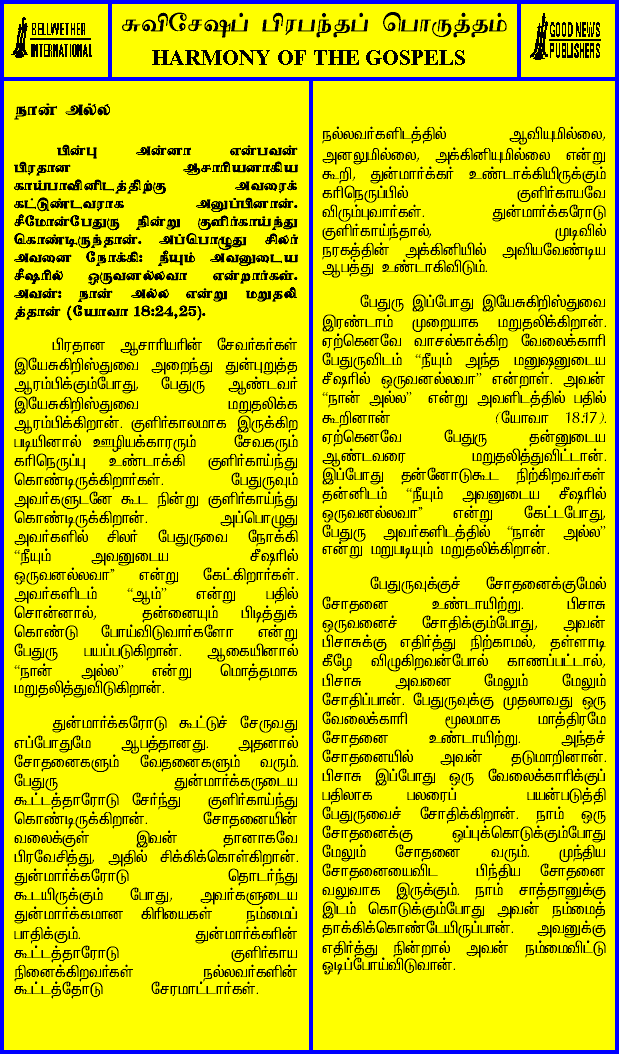 BELLWETHER
INTERNATIONAL
சுவிசேஷப் பிரபந்தப் பொருத்தம்
HARMONY OF THE GOSPELS
GOOD NEWS
PUBLISHERS
நான் அல்ல
பின்பு அன்னா என்பவன்
பிரதான ஆசாரியனாகிய
காய்பாவினிடத்திற்கு அவரைக்
கட்டுண்டவராக அனுப்பினான்.
சீமோன்பேதுரு நின்று குளிர்காய்ந்து
கொண்டிருந்தான். அப்பொழுது சிலர்
அவனை நோக்கி: நீயும் அவனுடைய
சீஷரில் ஒருவனல்லவா என்றார்கள்.
அவன்: நான் அல்ல என்று மறுதலி
த்தான் (யோவா 18:24,25).
பிரதான ஆசாரியரின் சேவர்கர்கள்
இயேசுகிறிஸ்துவை அறைந்து துன்புறுத்த
ஆரம்பிக்கும்போது, பேதுரு ஆண்டவர்
இயேசுகிறிஸ்துவை மறுதலிக்க
ஆரம்பிக்கிறான். குளிர்காலமாக இருக்கிற
படியினால் ஊழியக்காரரும் சேவகரும்
கரிநெருப்பு உண்டாக்கி குளிர்காய்ந்து
கொண்டிருக்கிறார்கள். பேதுருவும்
அவர்களுடனே கூட நின்று குளிர்காய்ந்து
கொண்டிருக்கிறான். அப்பொழுது
அவர்களில் சிலர் பேதுருவை நோக்கி
“நீயும் அவனுடைய சீஷரில்
ஒருவனல்லவா” என்று கேட்கிறார்கள்.
அவர்களிடம் “ஆம்” என்று பதில்
சொன்னால், தன்னையும் பிடித்துக்
கொண்டு போய்விடுவார்களோ என்று
பேதுரு பயப்படுகிறான். ஆகையினால்
“நான் அல்ல” என்று மொத்தமாக
மறுதலித்துவிடுகிறான்.
துன்மார்க்கரோடு கூட்டுச் சேருவது
எப்போதுமே ஆபத்தானது. அதனால்
சோதனைகளும் வேதனைகளும் வரும்.
பேதுரு துன்மார்க்கருடைய
கூட்டத்தாரோடு சேர்ந்து குளிர்காய்ந்து
கொண்டிருக்கிறான். சோதனையின்
வலைக்குள் இவன் தானாகவே
பிரவேசித்து, அதில் சிக்கிக்கொள்கிறான்.
துன்மார்க்கரோடு தொடர்ந்து
கூடயிருக்கும் போது, அவர்களுடைய
துன்மார்க்கமான கிரியைகள் நம்மைப்
பாதிக்கும். துன்மார்க்கரின்
கூட்டத்தாரோடு குளிர்காய
நினைக்கிறவர்கள் நல்லவர்களின்
கூட்டத்தோடு சேரமாட்டார்கள்.
நல்லவர்களிடத்தில் ஆவியுமில்லை,
அனலுமில்லை, அக்கினியுமில்லை என்று
கூறி, துன்மார்க்கர் உண்டாக்கியிருக்கும்
கரிநெருப்பில் குளிர்காயவே
விரும்புவார்கள். துன்மார்க்கரோடு
குளிர்காய்ந்தால், முடிவில்
நரகத்தின் அக்கினியில் அவியவேண்டிய
ஆபத்து உண்டாகிவிடும்.
பேதுரு இப்போது இயேசுகிறிஸ்துவை
இரண்டாம் முறையாக மறுதலிக்கிறான்.
ஏற்கெனவே வாசல்காக்கிற வேலைக்காரி
பேதுருவிடம் “நீயும் அந்த மனுஷனுடைய
சீஷரில் ஒருவனல்லவா” என்றாள். அவன்
“நான் அல்ல” என்று அவளிடத்தில் பதில்
கூறினான் (யோவா 18:17).
ஏற்கெனவே பேதுரு தன்னுடைய
ஆண்டவரை மறுதலித்துவிட்டான்.
இப்போது தன்னோடுகூட நிற்கிறவர்கள்
தன்னிடம் “நீயும் அவனுடைய சீஷரில்
ஒருவனல்லவா” என்று கேட்டபோது,
பேதுரு அவர்களிடத்தில் “நான் அல்ல”
என்று மறுபடியும் மறுதலிக்கிறான்.
பேதுருவுக்குச் சோதனைக்குமேல்
சோதனை உண்டாயிற்று. பிசாசு
ஒருவனைச் சோதிக்கும்போது, அவன்
பிசாசுக்கு எதிர்த்து நிற்காமல், தள்ளாடி
கீழே விழுகிறவன்போல் காணப்பட்டால்,
பிசாசு அவனை மேலும் மேலும்
சோதிப்பான். பேதுருவுக்கு முதலாவது ஒரு
வேலைக்காரி மூலமாக மாத்திரமே
சோதனை உண்டாயிற்று. அந்தச்
சோதனையில் அவன் தடுமாறினான்.
பிசாசு இப்போது ஒரு வேலைக்காரிக்குப்
பதிலாக பலரைப் பயன்படுத்தி
பேதுருவைச் சோதிக்கிறான். நாம் ஒரு
சோதனைக்கு ஒப்புக்கொடுக்கும்போது
மேலும் சோதனை வரும். முந்திய
சோதனையைவிட பிந்திய சோதனை
வலுவாக இருக்கும். நாம் சாத்தானுக்கு
இடம் கொடுக்கும்போது அவன் நம்மைத்
தாக்கிக்கொண்டேயிருப்பான். அவனுக்கு
எதிர்த்து நின்றால் அவன் நம்மைவிட்டு
ஓடிப்போய்விடுவான்.